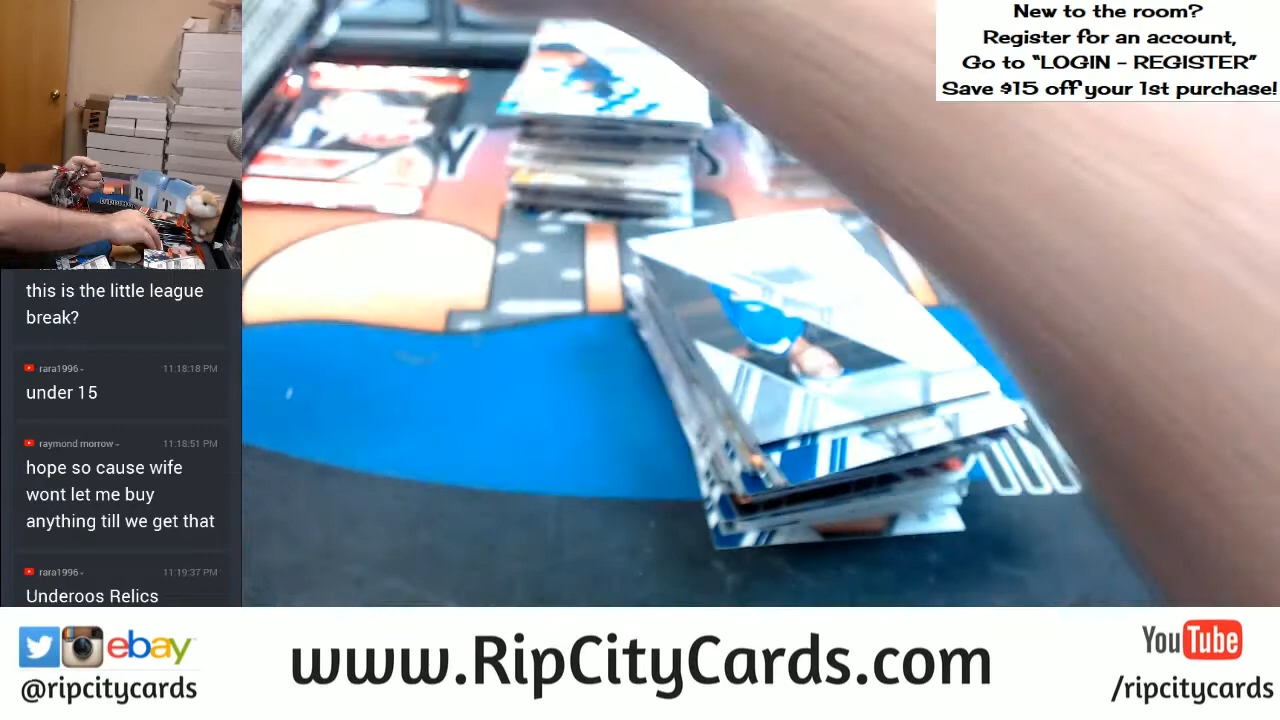 New to the room?
Register for an account,
Go to “LOGIN - REGISTER”
Save $15 off your 1st purchase!
this is the little league
break?
rara1996 - 11:18:18 PM
under 15
raymond morrow - 11:18:51 PM
hope so cause wife
wont let me buy
anything till we get that
rara1996 - 11:19:37 PM
Underoos Relics
R
T
Y
ebay
@ripcitycards
www.RipCityCards.com
YouTube
/ripcitycards